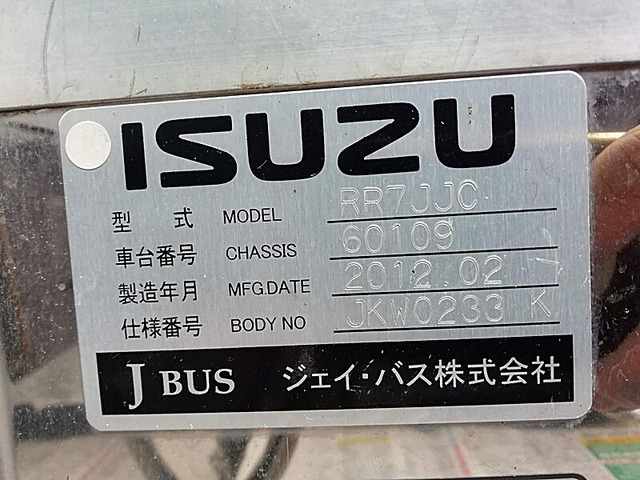 ISUZU
型 式 MODEL RR7JJC
車台番号 CHASSIS 60109
製造年月 MFG.DATE 2012.02
仕様番号 BODY NO JKW0233 K
J BUS ジェイ・バス株式会社